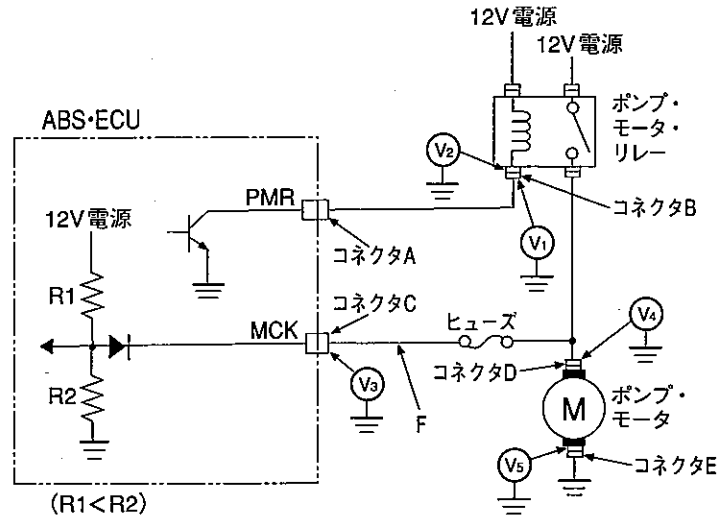 12V電源
12V電源
ポンプ・
モータ・
リレー
ABS・ECU
V2
PMR
コネクタB
12V電源
コネクタA
V1
R1
コネクタC
MCK
ヒューズ
V4
コネクタD
V3
R2
F
M
ポンプ・
モータ
V5
コネクタE
(R1<R2)